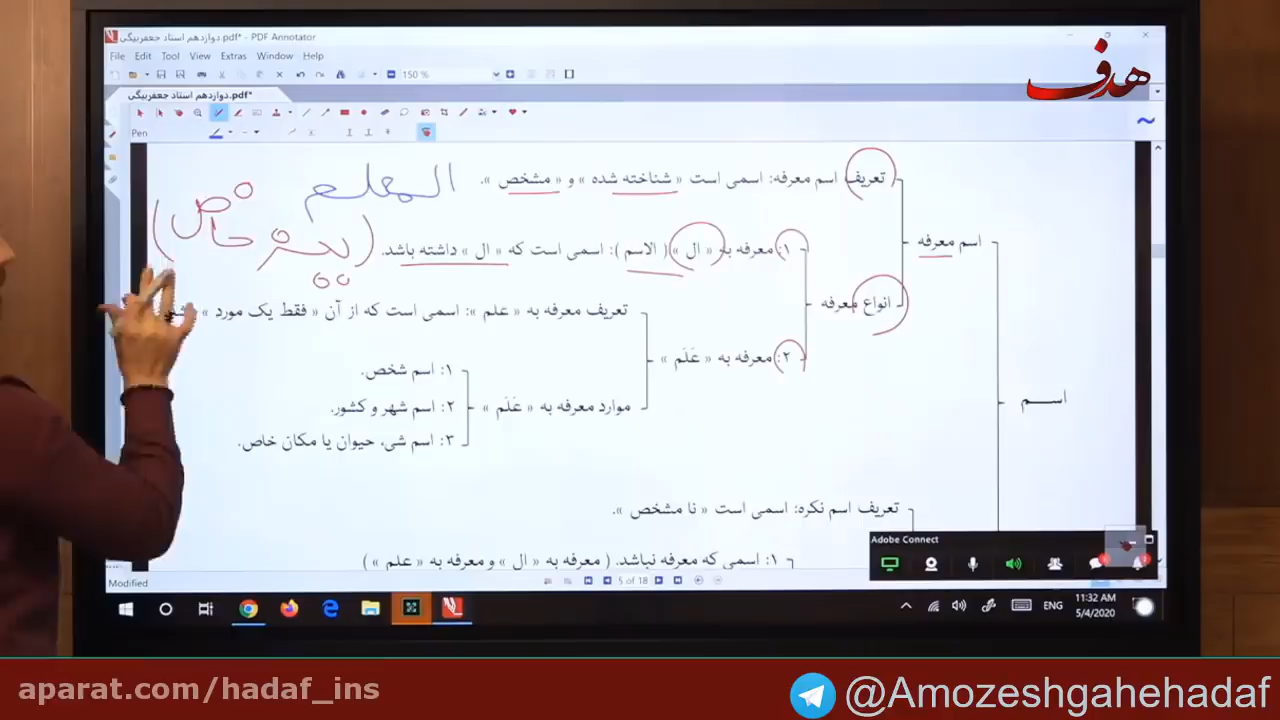 دوازدهم استاد جعفربیگی.pdf* - PDF Annotator
File Edit Tool View Extras Window Help
150 %
هدف
دوازدهم استاد جعفربیگی.pdf*
Pen
تعریف اسم معرفه: اسمی است « شناخته شده » و « مشخص ».
المعلم
خاص
اسم معرفه
۱: معرفه به « ال » ( الاسم ): اسمی است که « ال » داشته باشد.
انواع معرفه
تعریف معرفه به « علم »: اسمی است که از آن « فقط یک مورد »
۲: معرفه به « عَلَم »
۱: اسم شخص.
موارد معرفه به « عَلَم »
۲: اسم شهر و کشور.
۳: اسم شی، حیوان یا مکان خاص.
اسم
تعریف اسم نکره: اسمی است « نا مشخص ».
۱: اسمی که معرفه نباشد. ( معرفه به « ال » و معرفه به « علم » )
Adobe Connect
Modified
5 of 18
ENG
11:32 AM
5/4/2020
aparat.com/hadaf_ins
@Amozeshgahehadaf